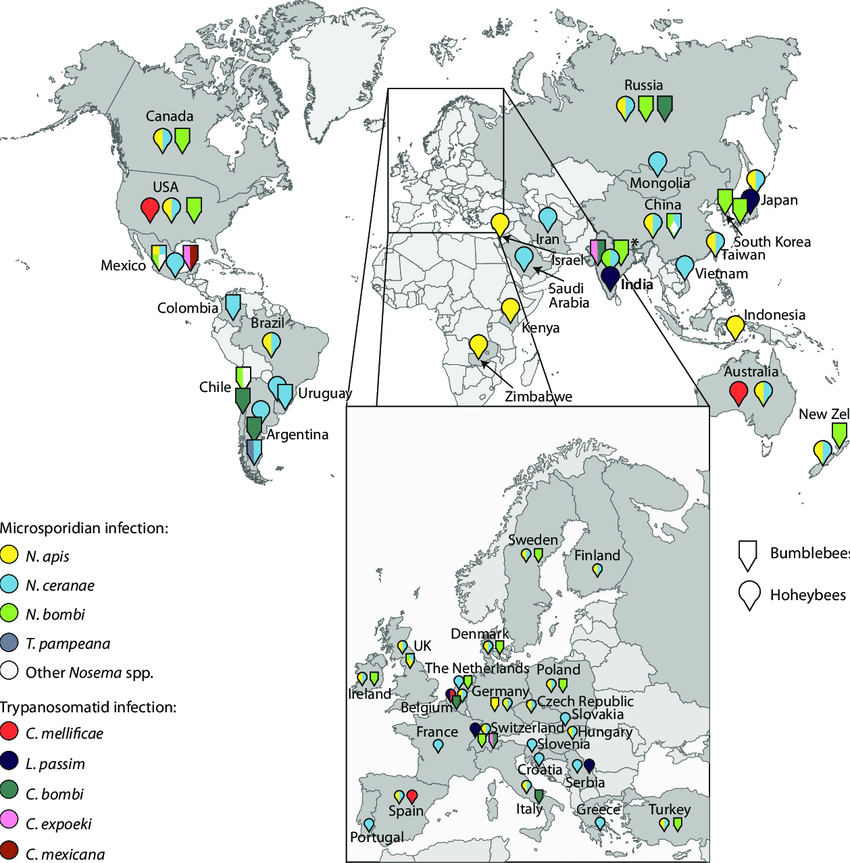 Russia
Canada
Mongolia
USA
China
Japan
South Korea
Iran
*
Mexico
Israel
Taiwan
Vietnam
India
Saudi
Arabia
Colombia
Indonesia
Brazil
Kenya
Australia
Chile
Uruguay
Zimbabwe
New Zel
Argentina
Microsporidian infection:
N. apis
N. ceranae
N. bombi
T. pampeana
Other Nosema spp.
Trypanosomatid infection:
C. mellificae
L. passim
C. bombi
C. expoeki
C. mexicana
Bumblebees
Hoheybees
Sweden
Finland
Denmark
UK
The Netherlands
Poland
Ireland
Germany
Belgium
Czech Republic
Slovakia
France
Switzerland
Hungary
Slovenia
Croatia
Serbia
Spain
Italy
Greece
Turkey
Portugal